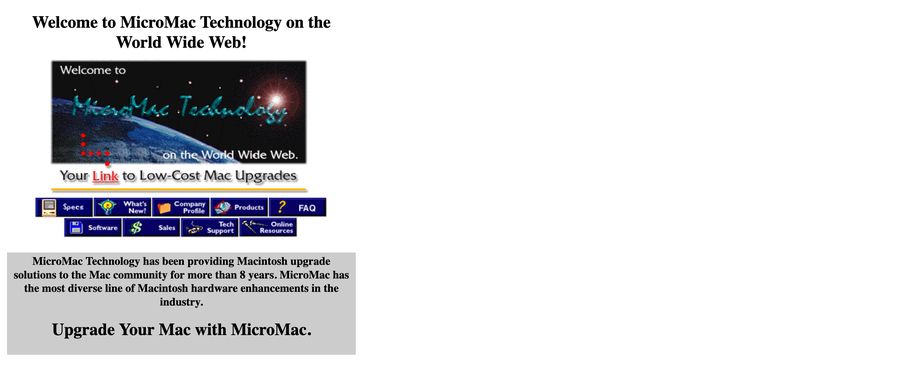 Welcome to MicroMac Technology on the
World Wide Web!
Welcome to
MicroMac Technology
on the World Wide Web.
Your Link to Low-Cost Mac Upgrades
Specs What's New? Company Profile Products FAQ
Software Sales Tech Support Online Resources
MicroMac Technology has been providing Macintosh upgrade
solutions to the Mac community for more than 8 years. MicroMac has
the most diverse line of Macintosh hardware enhancements in the
industry.
Upgrade Your Mac with MicroMac.